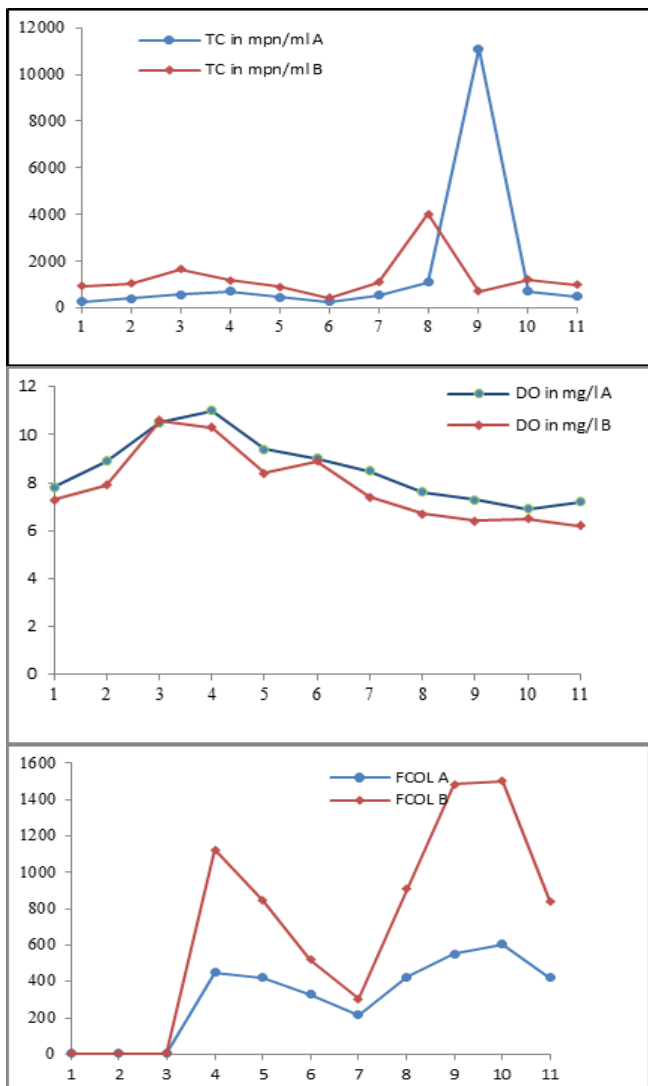 12000
10000
8000
6000
4000
2000
0
TC in mpn/ml A
TC in mpn/ml B
1 2 3 4 5 6 7 8 9 10 11
12
10
8
6
4
2
0
DO in mg/l A
DO in mg/l B
1 2 3 4 5 6 7 8 9 10 11
1600
1400
1200
1000
800
600
400
200
0
FCOL A
FCOL B
1 2 3 4 5 6 7 8 9 10 11